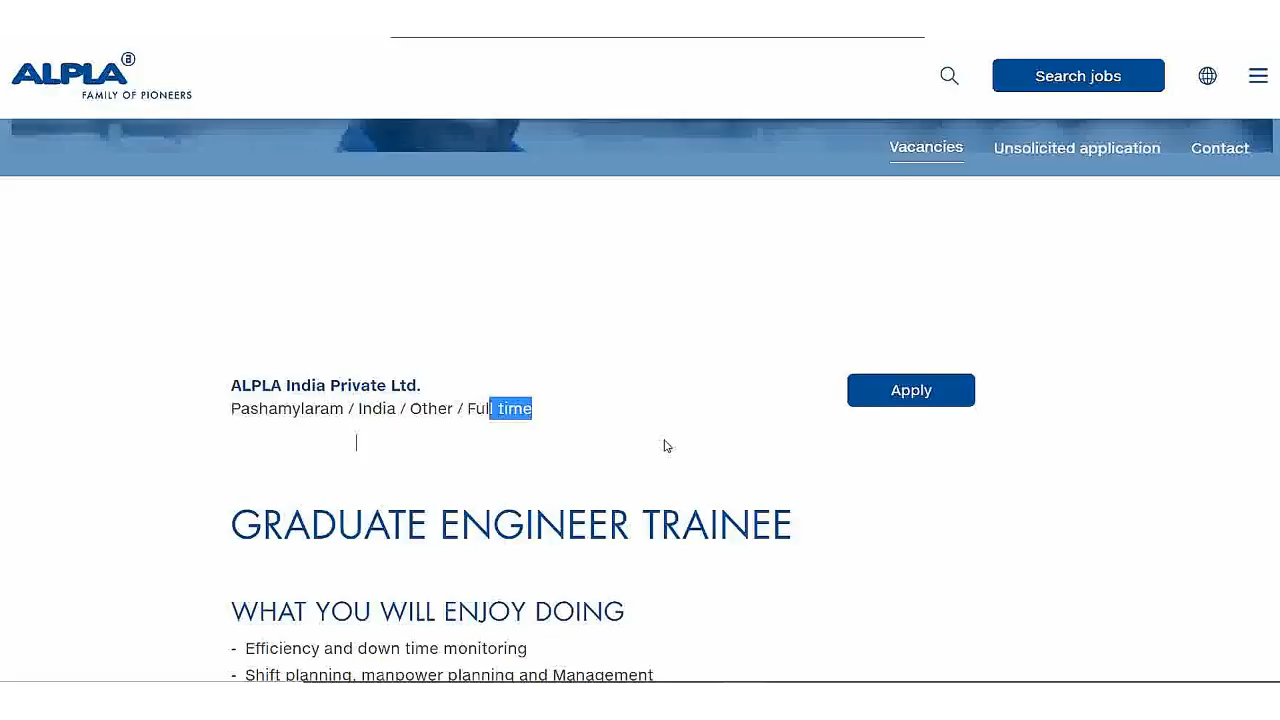 ALPLA
FAMILY OF PIONEERS
Search jobs
Vacancies Unsolicited application Contact
ALPLA India Private Ltd.
Pashamylaram / India / Other / Full time
Apply
GRADUATE ENGINEER TRAINEE
WHAT YOU WILL ENJOY DOING
- Efficiency and down time monitoring
- Shift planning, manpower planning and Management